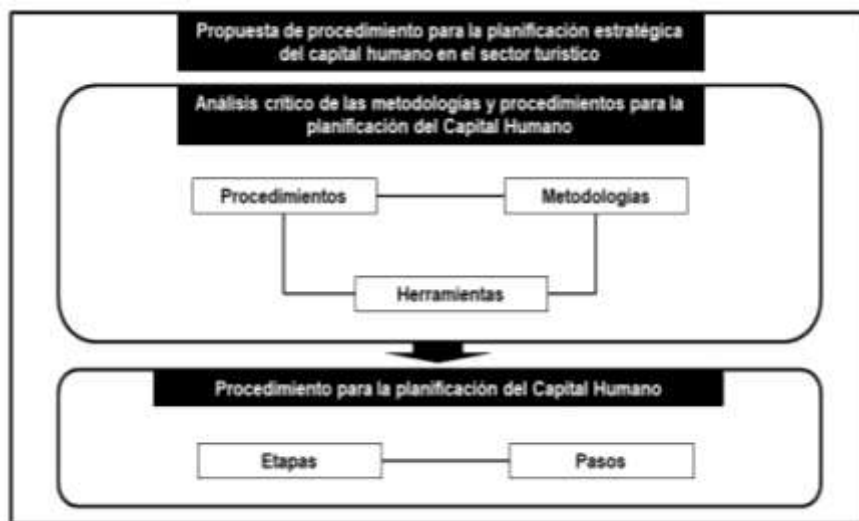 Propuesta de procedimiento para la planificación estratégica
del capital humano en el sector turístico
Análisis crítico de las metodologías y procedimientos para la
planificación del Capital Humano
Procedimientos
Metodologías
Herramientas
Procedimiento para la planificación del Capital Humano
Etapas
Pasos